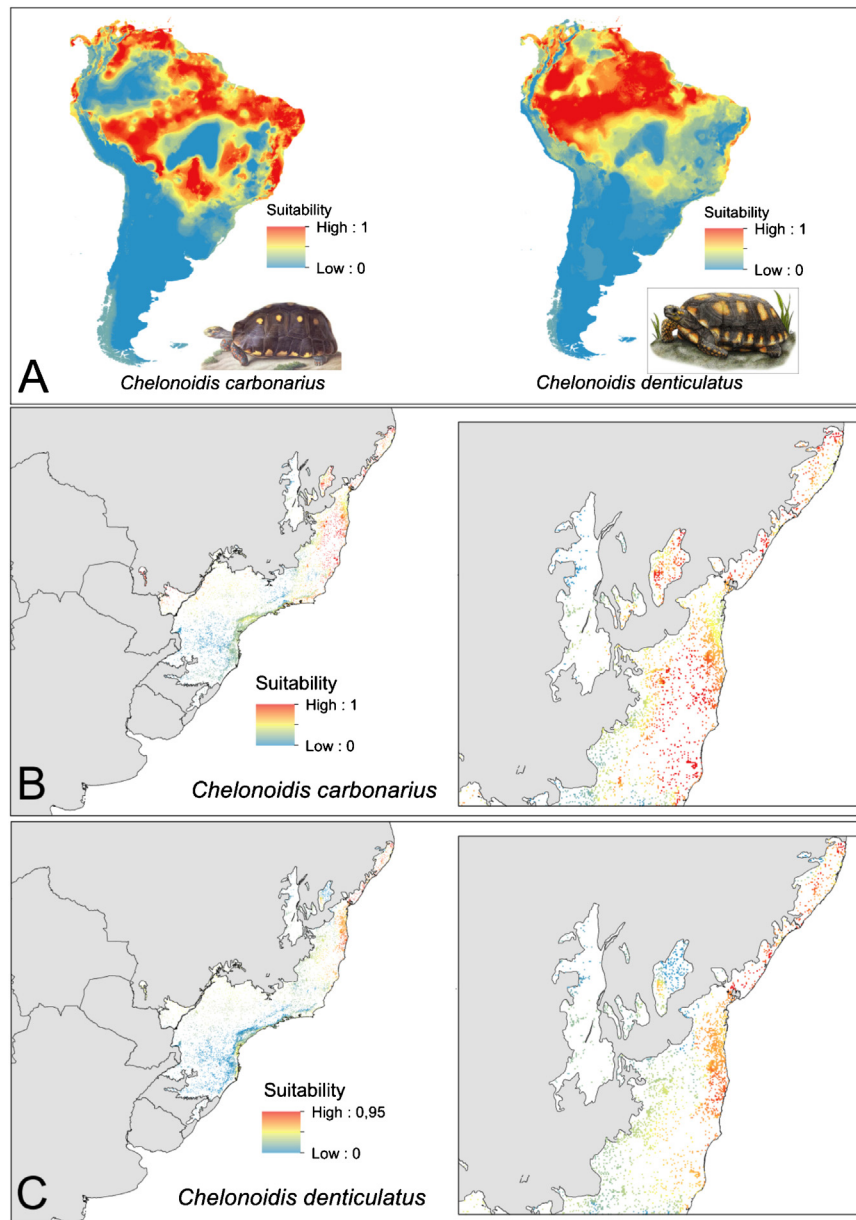 Suitability
High : 1
Low : 0
Suitability
High : 1
Low : 0
A
Chelonoidis carbonarius
Chelonoidis denticulatus
Suitability
High : 1
Low : 0
B
Chelonoidis carbonarius
Suitability
High : 0,95
Low : 0
C
Chelonoidis denticulatus